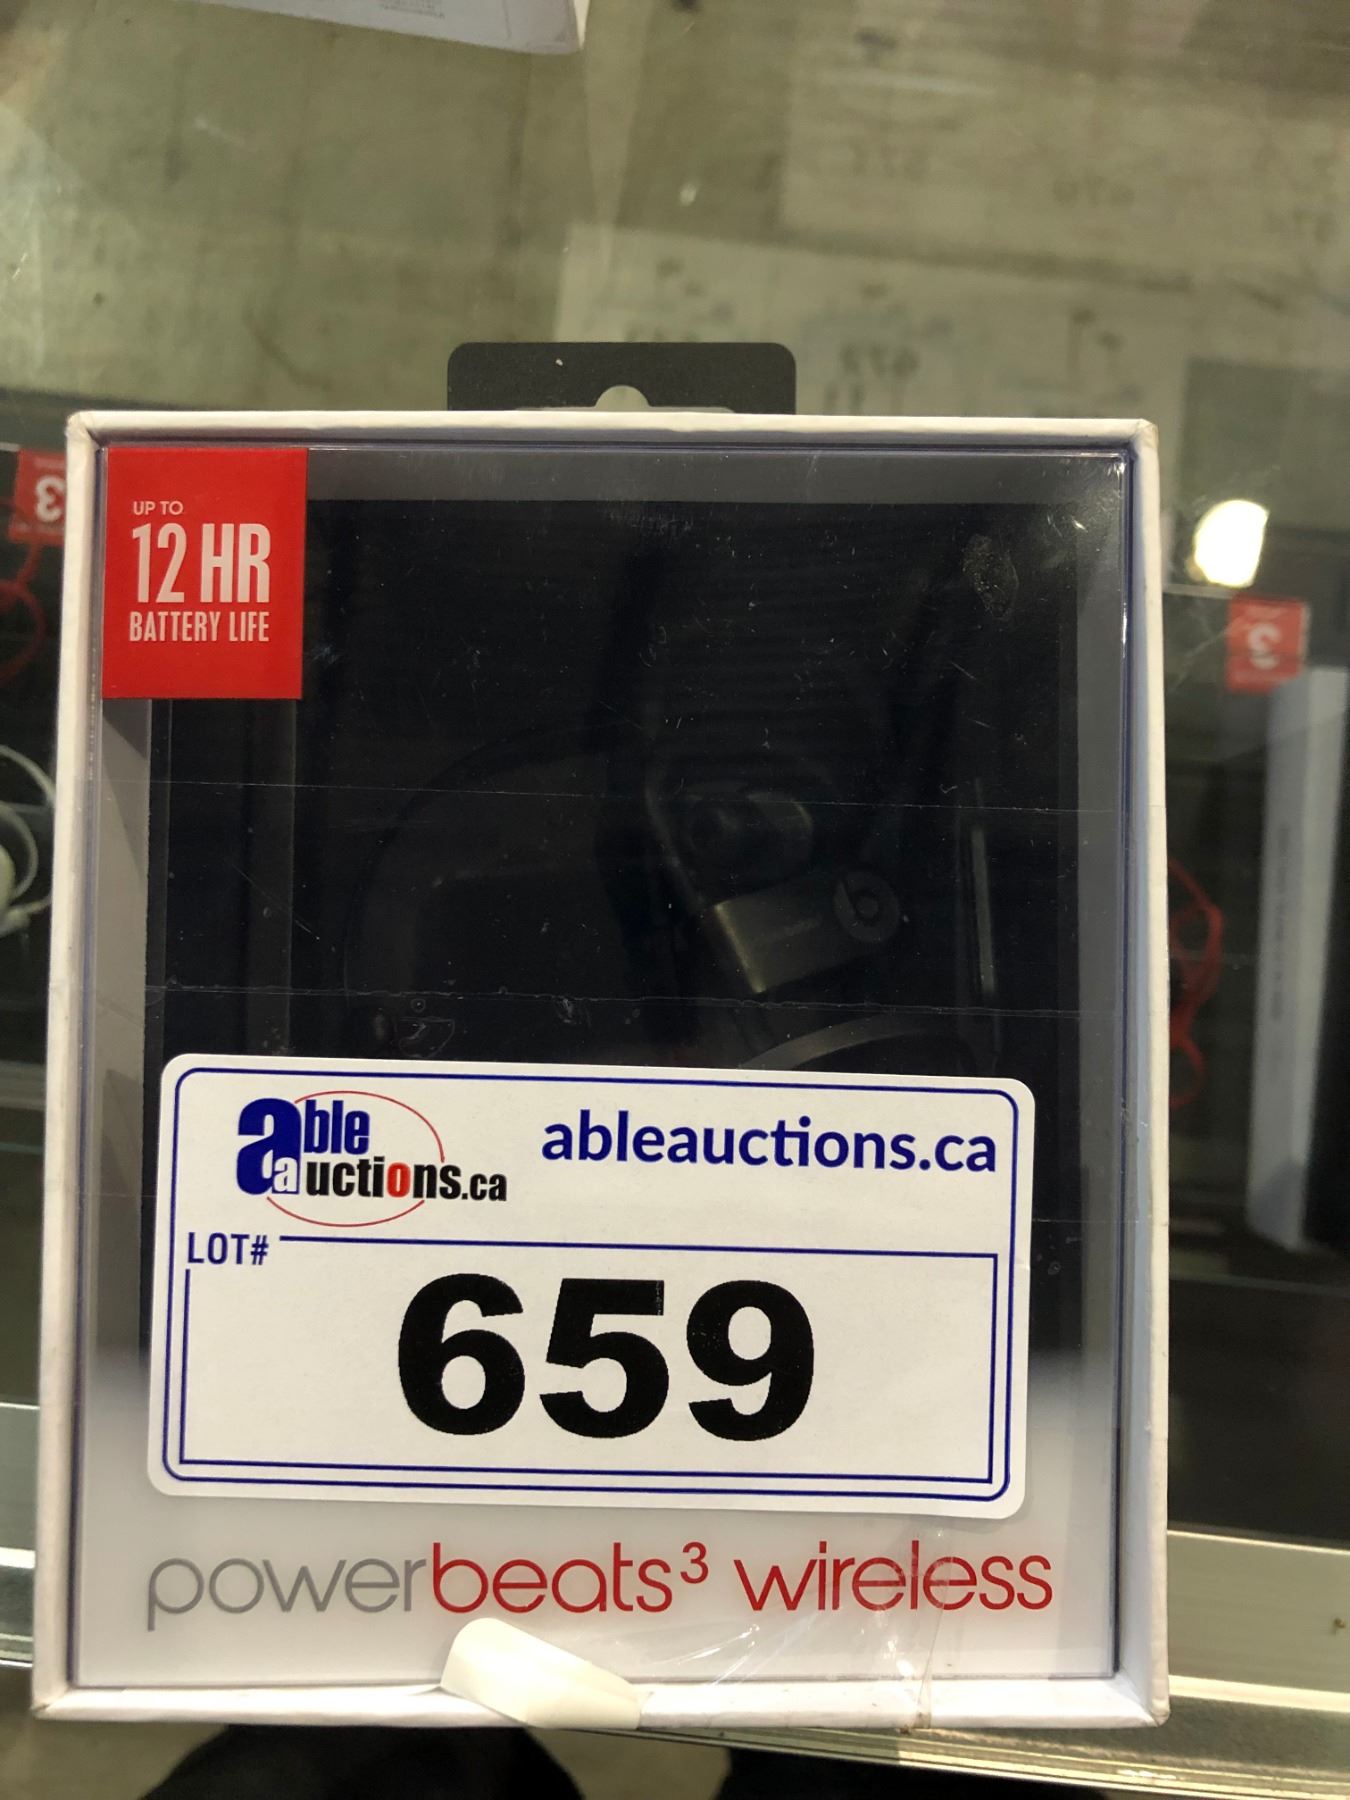 UP TO
12 HR
BATTERY LIFE
able
auctions.ca
ableauctions.ca
LOT#
659
powerbeats³ wireless